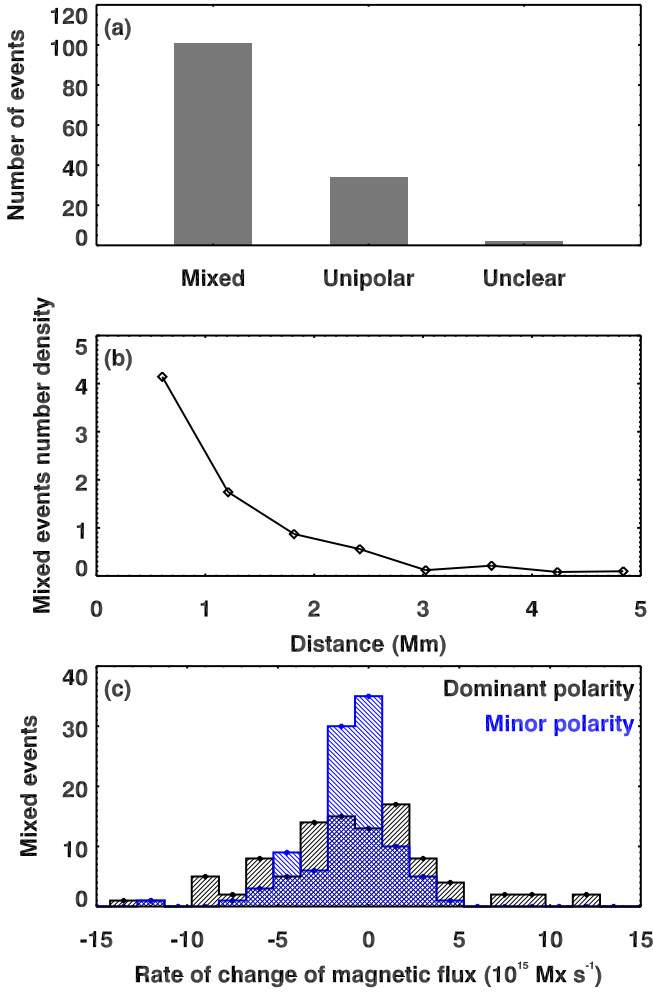 120
(a)
100
80
60
40
20
0
Number of events
Mixed Unipolar Unclear
5
(b)
4
3
2
1
0
Mixed events number density
0 1 2 3 4 5
Distance (Mm)
40
(c)
Dominant polarity
Minor polarity
30
20
10
0
Mixed events
-15 -10 -5 0 5 10 15
Rate of change of magnetic flux (10¹⁵ Mx s⁻¹)